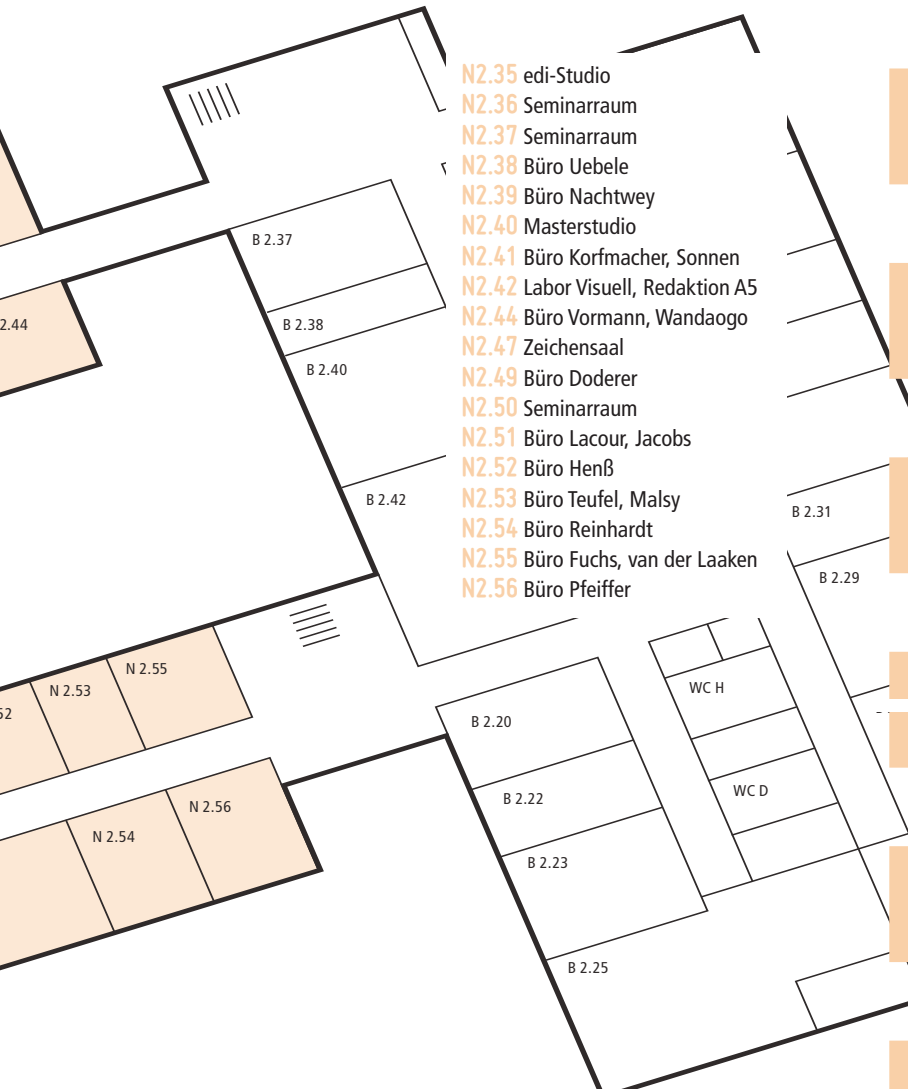 N2.35 edi-Studio
N2.36 Seminarraum
N2.37 Seminarraum
N2.38 Büro Uebele
N2.39 Büro Nachtwey
N2.40 Masterstudio
N2.41 Büro Korfmacher, Sonnen
N2.42 Labor Visuell, Redaktion A5
N2.44 Büro Vormann, Wandaogo
N2.47 Zeichensaal
N2.49 Büro Doderer
N2.50 Seminarraum
N2.51 Büro Lacour, Jacobs
N2.52 Büro Henß
N2.53 Büro Teufel, Malsy
N2.54 Büro Reinhardt
N2.55 Büro Fuchs, van der Laaken
N2.56 Büro Pfeiffer
B 2.37
2.44
B 2.38
B 2.40
B 2.42
B 2.31
B 2.29
N 2.55
N 2.53
52
WC H
B 2.20
WC D
B 2.22
N 2.56
N 2.54
B 2.23
B 2.25